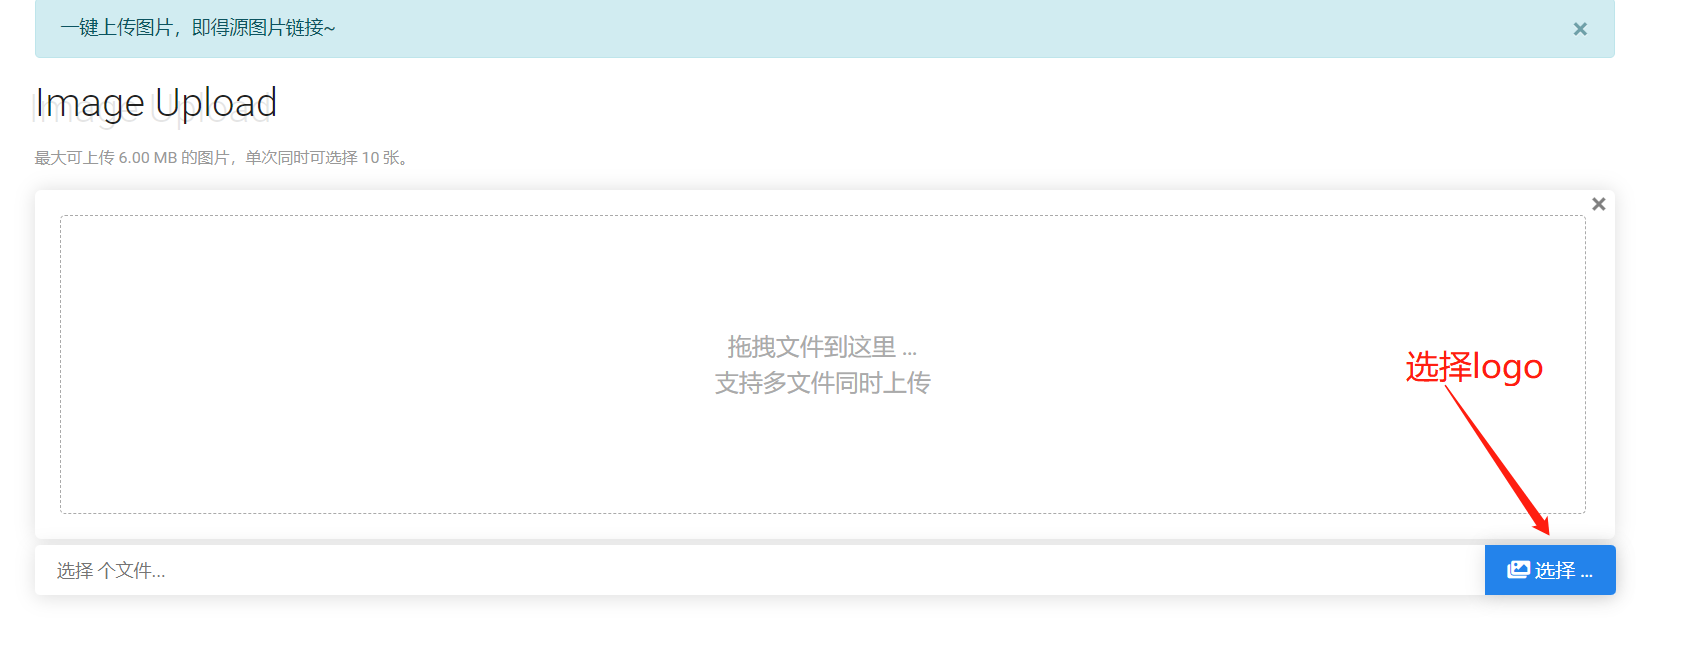 一键上传图片，即得源图片链接~
Image Upload
最大可上传 6.00 MB 的图片，单次同时可选择 10 张。
拖拽文件到这里 ...
支持多文件同时上传
选择logo
选择 个文件...
选择 ...